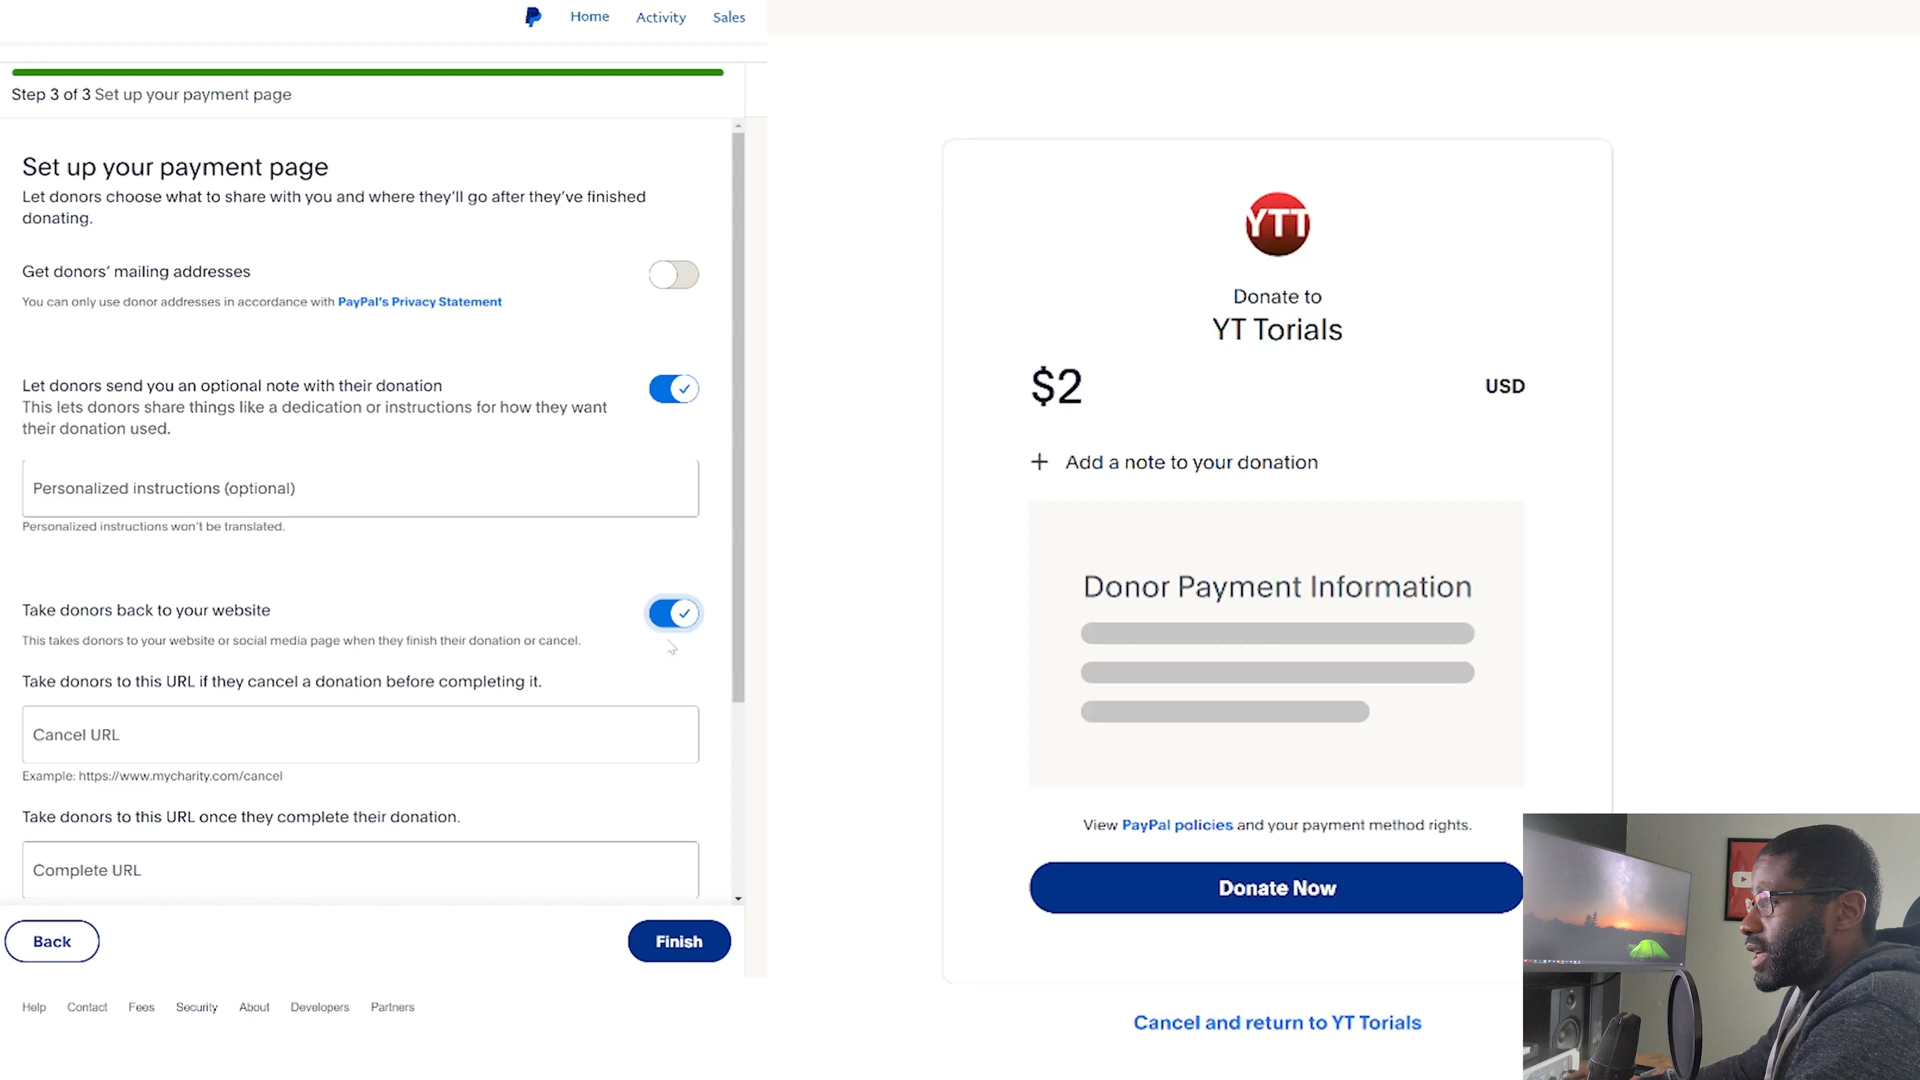 Home Activity Sales
Step 3 of 3 Set up your payment page
Set up your payment page
Let donors choose what to share with you and where they'll go after they've finished
donating.
Get donors' mailing addresses
You can only use donor addresses in accordance with PayPal's Privacy Statement
Let donors send you an optional note with their donation
This lets donors share things like a dedication or instructions for how they want
their donation used.
Personalized instructions (optional)
Personalized instructions won't be translated.
Take donors back to your website
This takes donors to your website or social media page when they finish their donation or cancel.
Take donors to this URL if they cancel a donation before completing it.
Cancel URL
Example: https://www.mycharity.com/cancel
Take donors to this URL once they complete their donation.
Complete URL
Back
Finish
Help Contact Fees Security About Developers Partners
YTT
Donate to
YT Torials
$2 USD
+ Add a note to your donation
Donor Payment Information
View PayPal policies and your payment method rights.
Donate Now
Cancel and return to YT Torials